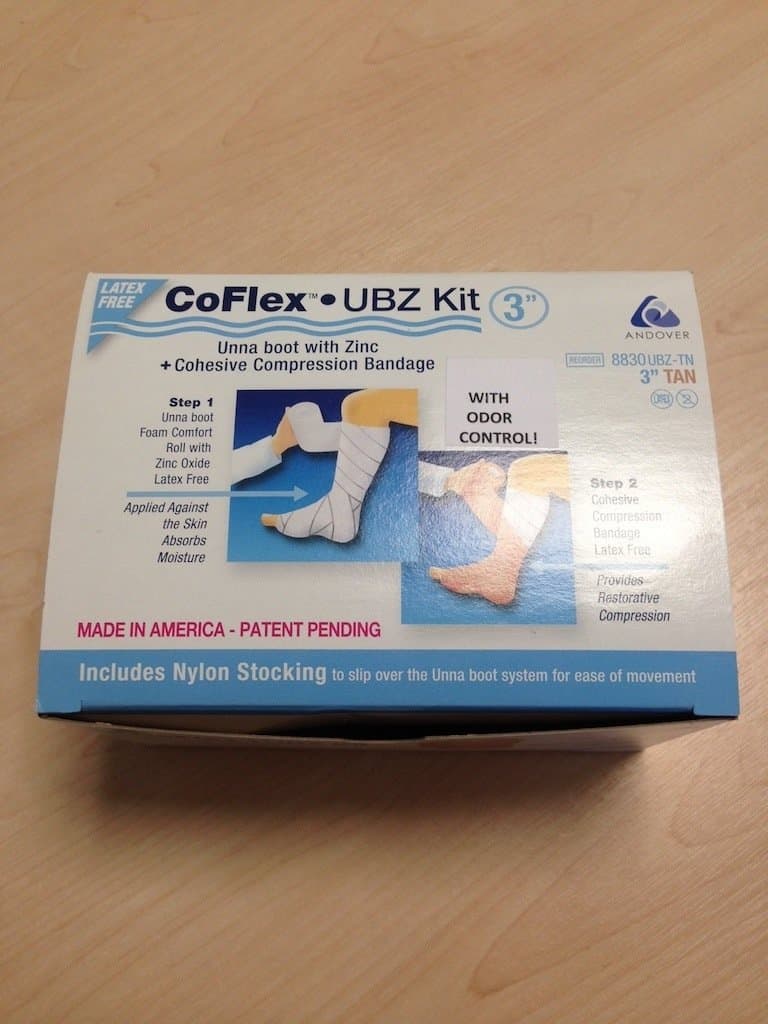 LATEX
FREE
CoFlex™ • UBZ Kit 3”
Unna boot with Zinc
+ Cohesive Compression Bandage
ANDOVER
REORDER 8830UBZ-TN
3” TAN
WITH
ODOR
CONTROL!
Step 1
Unna boot
Foam Comfort
Roll with
Zinc Oxide
Latex Free
Applied Against
the Skin
Absorbs
Moisture
Step 2
Cohesive
Compression
Bandage
Latex Free
Provides
Restorative
Compression
MADE IN AMERICA - PATENT PENDING
Includes Nylon Stocking to slip over the Unna boot system for ease of movement